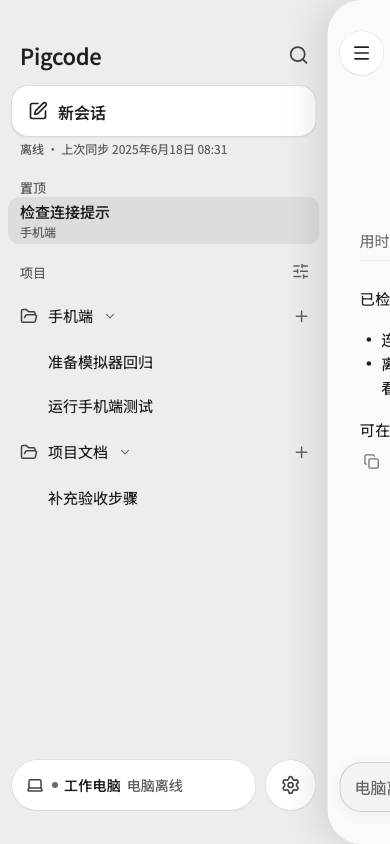 Pigcode
新会话
离线 · 上次同步 2025年6月18日 08:31
置顶
检查连接提示
手机端
项目
手机端
准备模拟器回归
运行手机端测试
项目文档
补充验收步骤
工作电脑 电脑离线
用时
已检
• 连
• 离
看
可在
电脑离